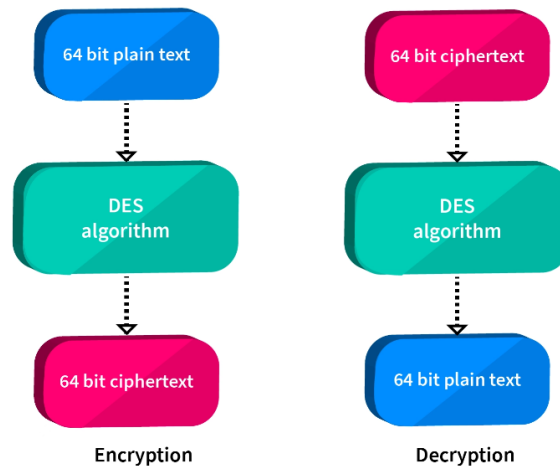 64 bit plain text
DES
algorithm
64 bit ciphertext
Encryption
64 bit ciphertext
DES
algorithm
64 bit plain text
Decryption